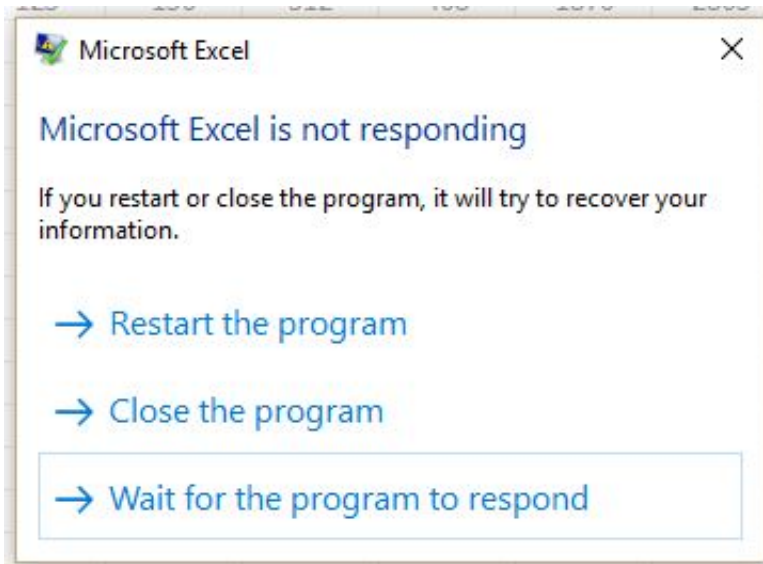 Microsoft Excel
Microsoft Excel is not responding
If you restart or close the program, it will try to recover your
information.
Restart the program
Close the program
Wait for the program to respond